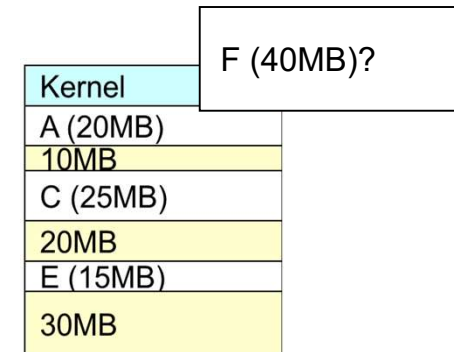 F (40MB)?
Kernel
A (20MB)
10MB
C (25MB)
20MB
E (15MB)
30MB